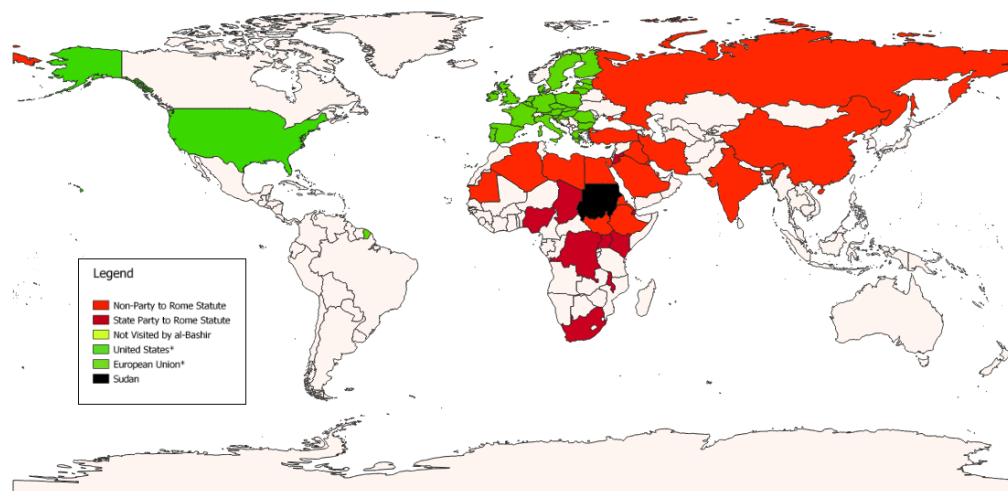 Legend
Non-Party to Rome Statute
State Party to Rome Statute
Not Visited by al-Bashir
United States*
European Union*
Sudan